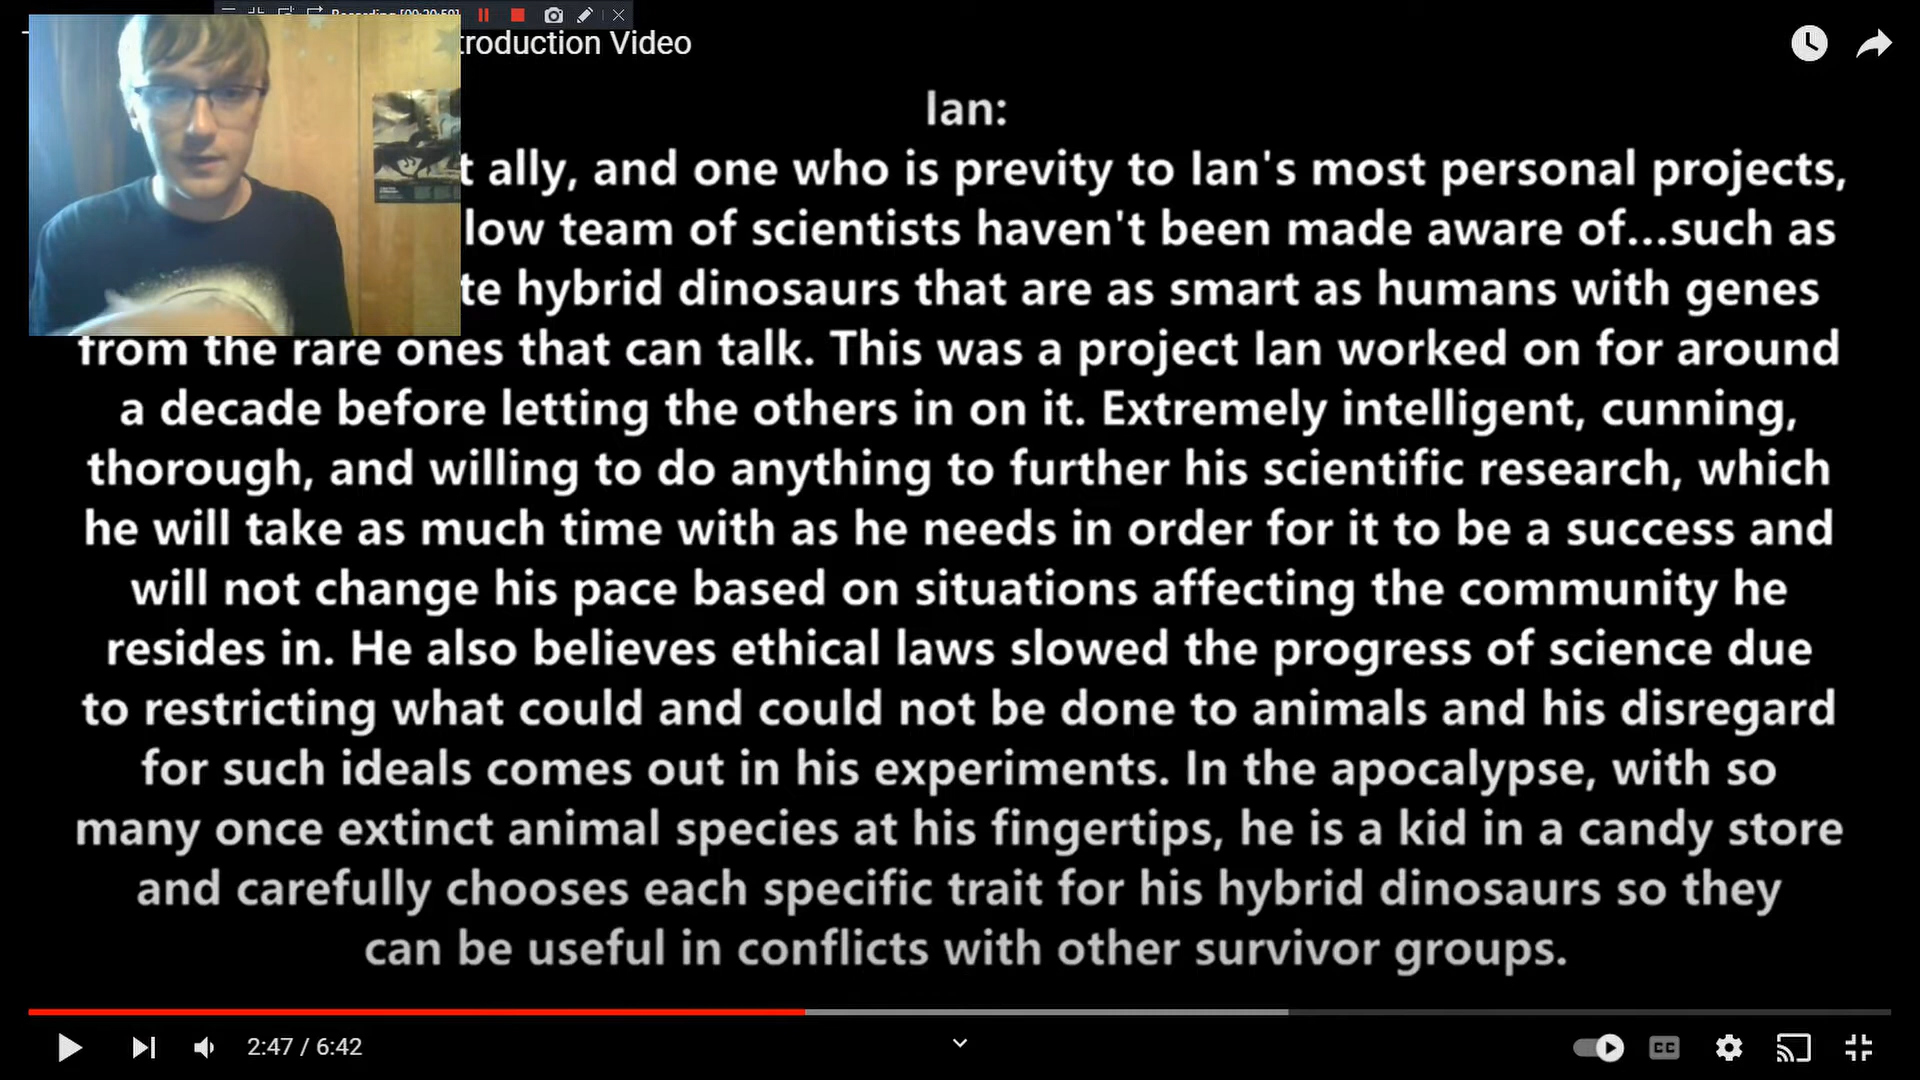 Recording [00:20:59]
troduction Video
Ian:
t ally, and one who is previty to Ian's most personal projects,
low team of scientists haven't been made aware of...such as
te hybrid dinosaurs that are as smart as humans with genes
from the rare ones that can talk. This was a project Ian worked on for around
a decade before letting the others in on it. Extremely intelligent, cunning,
thorough, and willing to do anything to further his scientific research, which
he will take as much time with as he needs in order for it to be a success and
will not change his pace based on situations affecting the community he
resides in. He also believes ethical laws slowed the progress of science due
to restricting what could and could not be done to animals and his disregard
for such ideals comes out in his experiments. In the apocalypse, with so
many once extinct animal species at his fingertips, he is a kid in a candy store
and carefully chooses each specific trait for his hybrid dinosaurs so they
can be useful in conflicts with other survivor groups.
2:47 / 6:42
CC